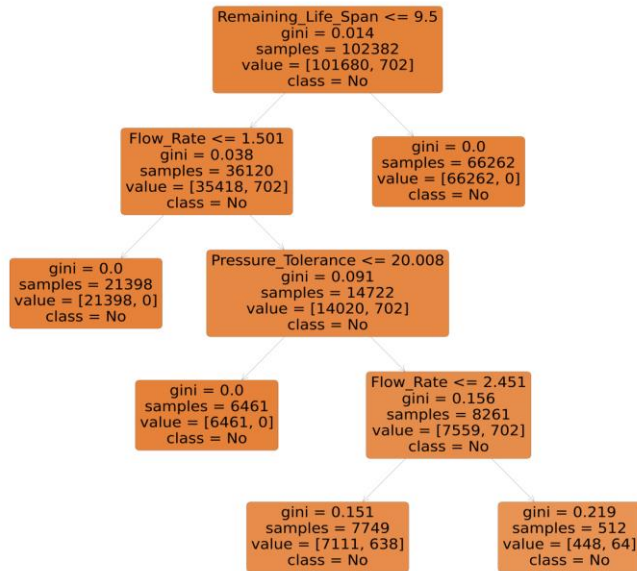 Remaining_Life_Span <= 9.5
gini = 0.014
samples = 102382
value = [101680, 702]
class = No
Flow_Rate <= 1.501
gini = 0.038
samples = 36120
value = [35418, 702]
class = No
gini = 0.0
samples = 66262
value = [66262, 0]
class = No
gini = 0.0
samples = 21398
value = [21398, 0]
class = No
Pressure_Tolerance <= 20.008
gini = 0.091
samples = 14722
value = [14020, 702]
class = No
gini = 0.0
samples = 6461
value = [6461, 0]
class = No
Flow_Rate <= 2.451
gini = 0.156
samples = 8261
value = [7559, 702]
class = No
gini = 0.151
samples = 7749
value = [7111, 638]
class = No
gini = 0.219
samples = 512
value = [448, 64]
class = No